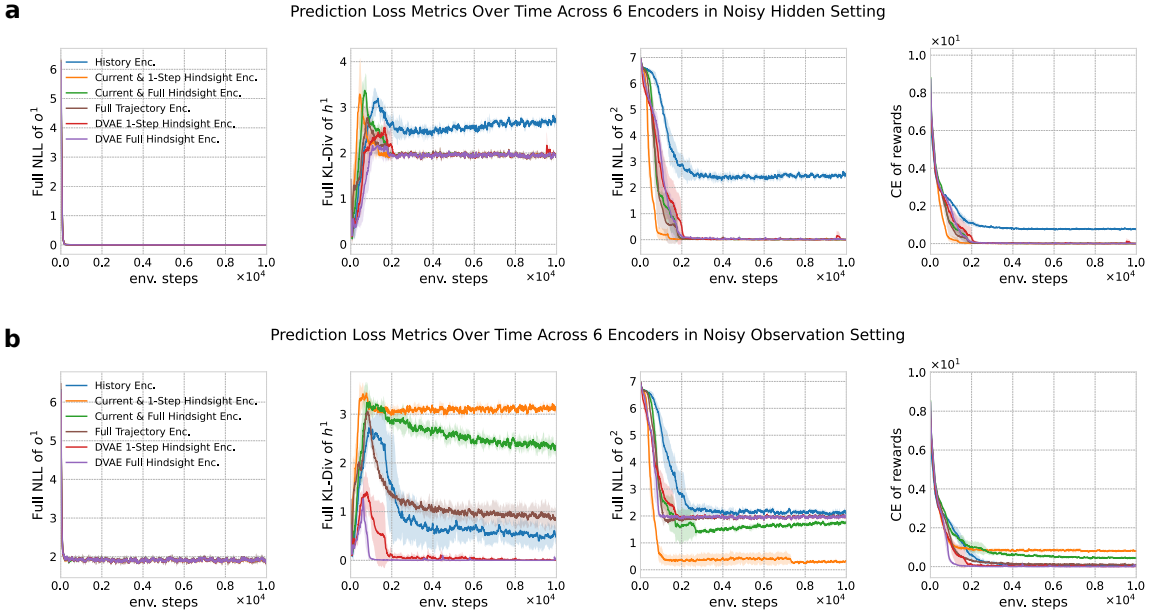 a
Prediction Loss Metrics Over Time Across 6 Encoders in Noisy Hidden Setting
Full NLL of o¹
6
5
4
3
2
1
0
History Enc.
Current & 1-Step Hindsight Enc.
Current & Full Hindsight Enc.
Full Trajectory Enc.
DVAE 1-Step Hindsight Enc.
DVAE Full Hindsight Enc.
0.0 0.2 0.4 0.6 0.8 1.0
×10⁴
env. steps
Full KL-Div of h¹
4
3
2
1
0
0.0 0.2 0.4 0.6 0.8 1.0
×10⁴
env. steps
Full NLL of o²
7
6
5
4
3
2
1
0
0.0 0.2 0.4 0.6 0.8 1.0
×10⁴
env. steps
CE of rewards
×10¹
1.0
0.8
0.6
0.4
0.2
0.0
0.0 0.2 0.4 0.6 0.8 1.0
×10⁴
env. steps
b
Prediction Loss Metrics Over Time Across 6 Encoders in Noisy Observation Setting
Full NLL of o¹
6
5
4
3
2
History Enc.
Current & 1-Step Hindsight Enc.
Current & Full Hindsight Enc.
Full Trajectory Enc.
DVAE 1-Step Hindsight Enc.
DVAE Full Hindsight Enc.
0.0 0.2 0.4 0.6 0.8 1.0
×10⁴
env. steps
Full KL-Div of h¹
3
2
1
0
0.0 0.2 0.4 0.6 0.8 1.0
×10⁴
env. steps
Full NLL of o²
7
6
5
4
3
2
1
0
0.0 0.2 0.4 0.6 0.8 1.0
×10⁴
env. steps
CE of rewards
×10¹
1.0
0.8
0.6
0.4
0.2
0.0
0.0 0.2 0.4 0.6 0.8 1.0
×10⁴
env. steps